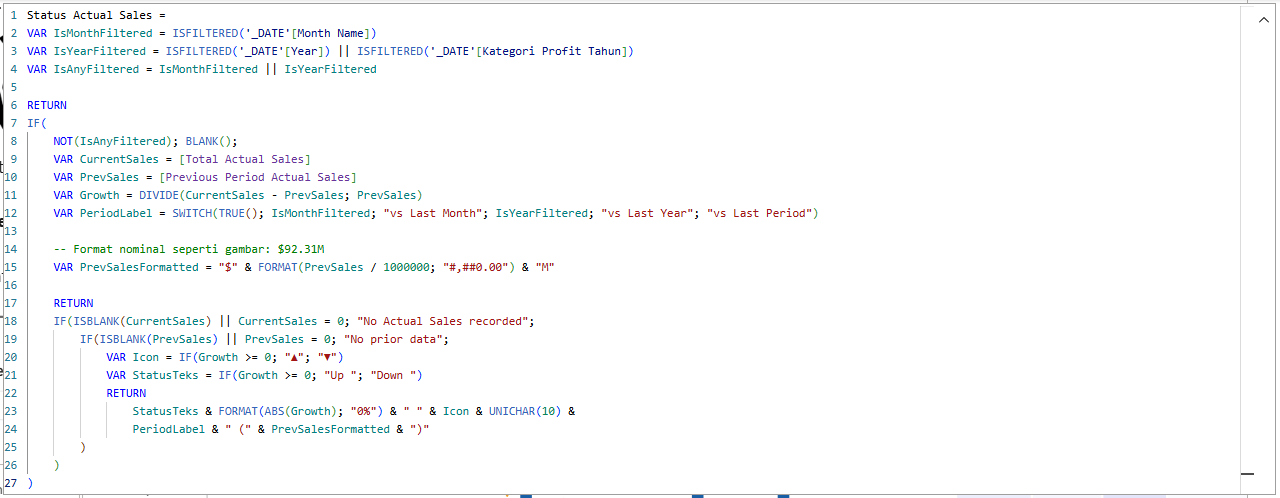 1 Status Actual Sales =
2 VAR IsMonthFiltered = ISFILTERED('_DATE'[Month Name])
3 VAR IsYearFiltered = ISFILTERED('_DATE'[Year]) || ISFILTERED('_DATE'[Kategori Profit Tahun])
4 VAR IsAnyFiltered = IsMonthFiltered || IsYearFiltered
5
6 RETURN
7 IF(
8 NOT(IsAnyFiltered); BLANK();
9 VAR CurrentSales = [Total Actual Sales]
10 VAR PrevSales = [Previous Period Actual Sales]
11 VAR Growth = DIVIDE(CurrentSales - PrevSales; PrevSales)
12 VAR PeriodLabel = SWITCH(TRUE(); IsMonthFiltered; "vs Last Month"; IsYearFiltered; "vs Last Year"; "vs Last Period")
13
14 -- Format nominal seperti gambar: $92.31M
15 VAR PrevSalesFormatted = "$" & FORMAT(PrevSales / 1000000; "#,##0.00") & "M"
16
17 RETURN
18 IF(ISBLANK(CurrentSales) || CurrentSales = 0; "No Actual Sales recorded";
19 IF(ISBLANK(PrevSales) || PrevSales = 0; "No prior data";
20 VAR Icon = IF(Growth >= 0; "▲"; "▼")
21 VAR StatusTeks = IF(Growth >= 0; "Up "; "Down ")
22 RETURN
23 StatusTeks & FORMAT(ABS(Growth); "0%") & " " & Icon & UNICHAR(10) &
24 PeriodLabel & " (" & PrevSalesFormatted & ")"
25 )
26 )
27 )